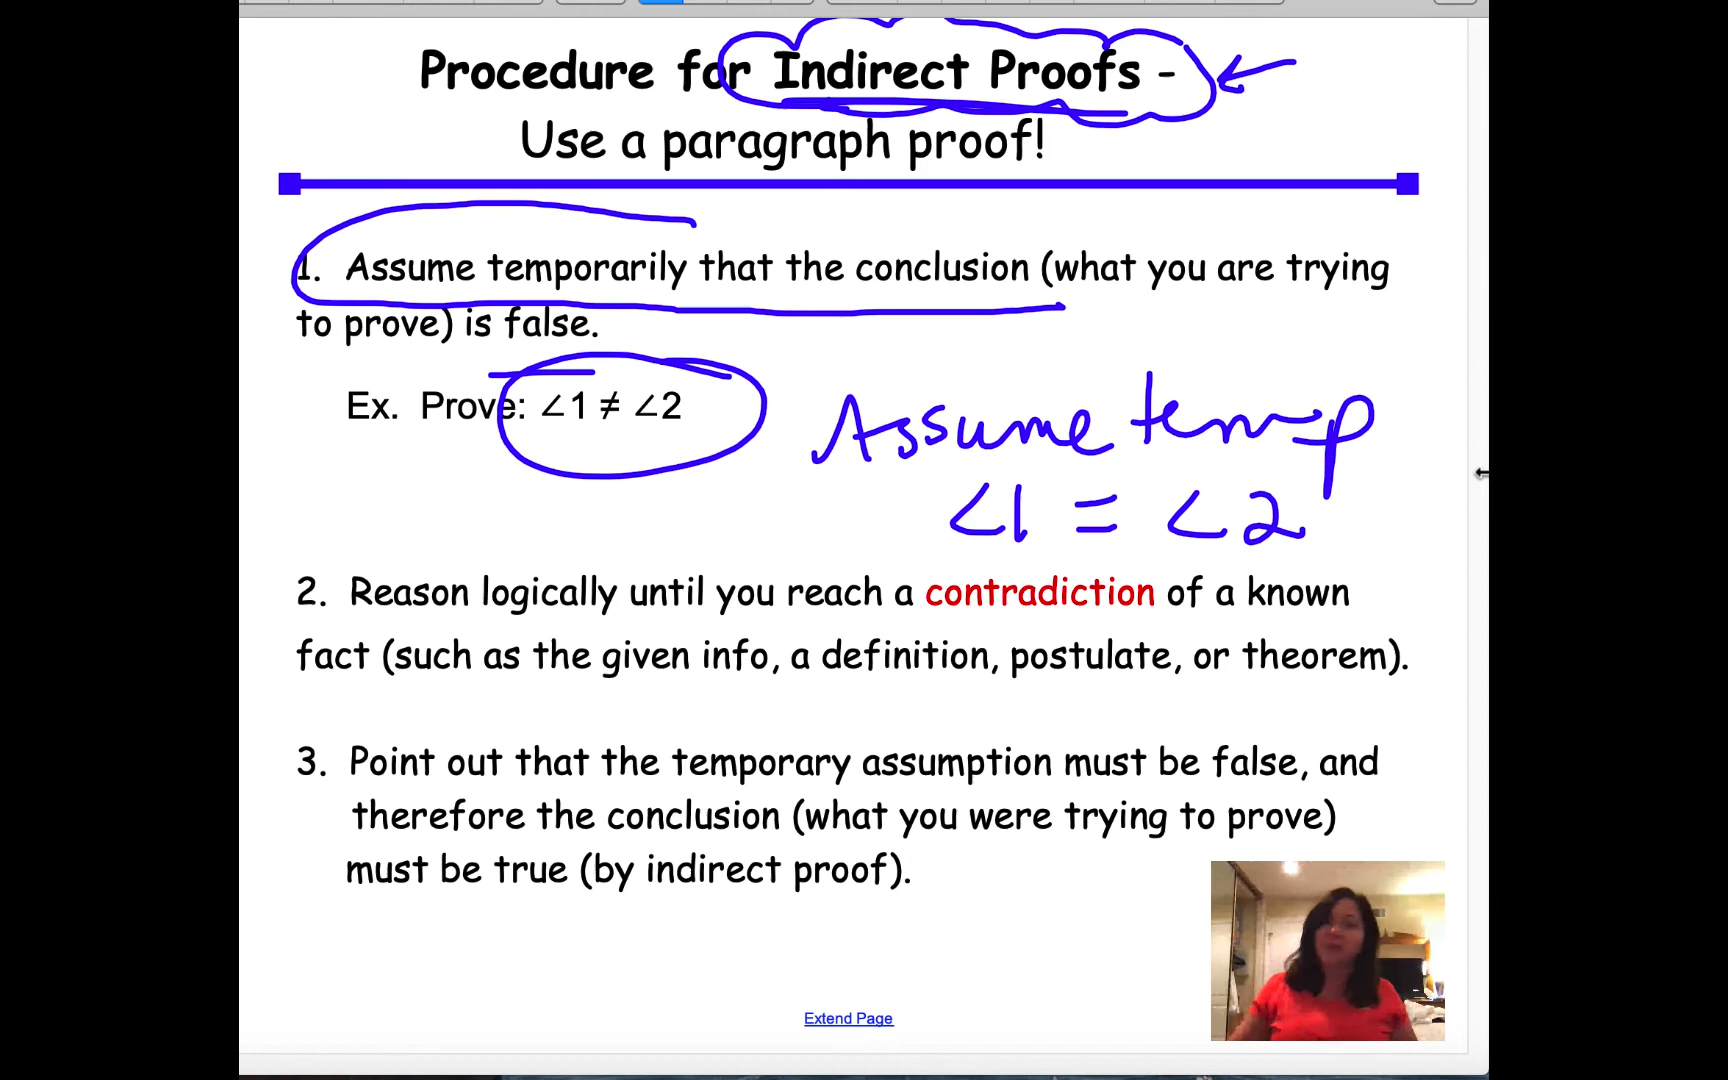 Procedure for Indirect Proofs -
Use a paragraph proof!
1. Assume temporarily that the conclusion (what you are trying
to prove) is false.
Ex. Prove: ∠1 ≠ ∠2
Assume temp
∠1 = ∠2
2. Reason logically until you reach a contradiction of a known
fact (such as the given info, a definition, postulate, or theorem).
3. Point out that the temporary assumption must be false, and
therefore the conclusion (what you were trying to prove)
must be true (by indirect proof).
Extend Page